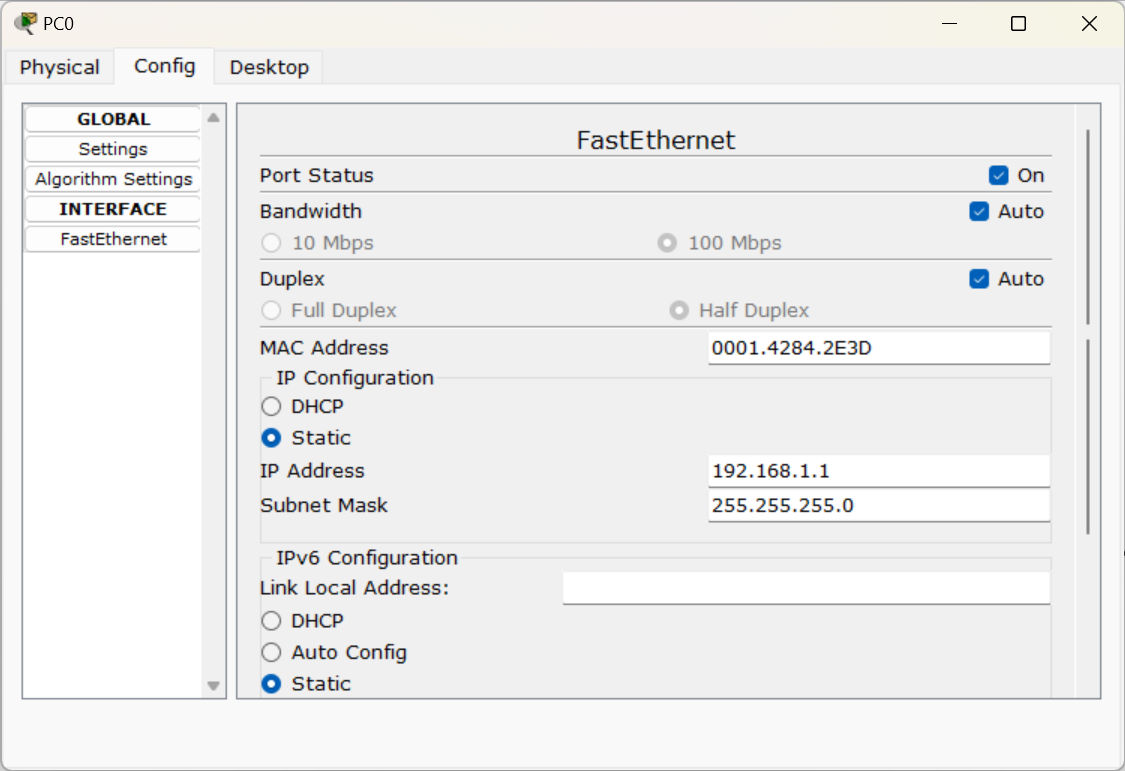 PC0
Physical Config Desktop
GLOBAL
Settings
Algorithm Settings
INTERFACE
FastEthernet
FastEthernet
Port Status On
Bandwidth Auto
10 Mbps 100 Mbps
Duplex Auto
Full Duplex Half Duplex
MAC Address 0001.4284.2E3D
IP Configuration
DHCP
Static
IP Address 192.168.1.1
Subnet Mask 255.255.255.0
IPv6 Configuration
Link Local Address:
DHCP
Auto Config
Static